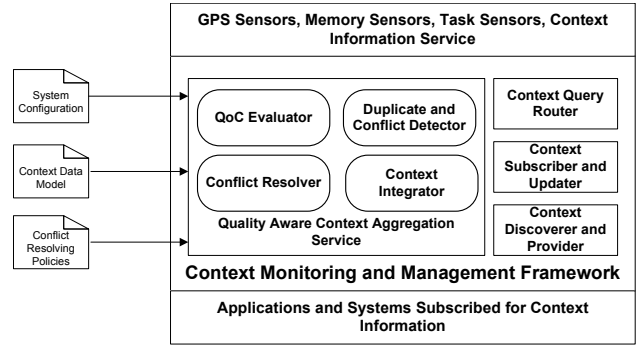 GPS Sensors, Memory Sensors, Task Sensors, Context
Information Service
System
Configuration
Context Data
Model
Conflict
Resolving
Policies
QoC Evaluator
Duplicate and
Conflict Detector
Conflict Resolver
Context
Integrator
Quality Aware Context Aggregation
Service
Context Query
Router
Context
Subscriber and
Updater
Context
Discoverer and
Provider
Context Monitoring and Management Framework
Applications and Systems Subscribed for Context
Information